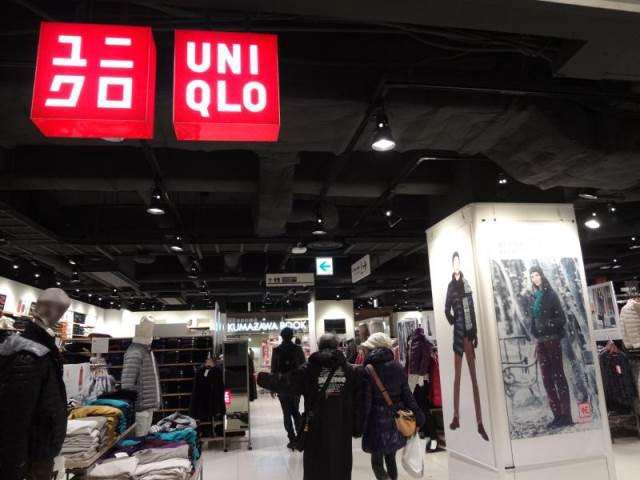 ユニ
クロ
UNI
QLO
KUMAZAWA BOOK